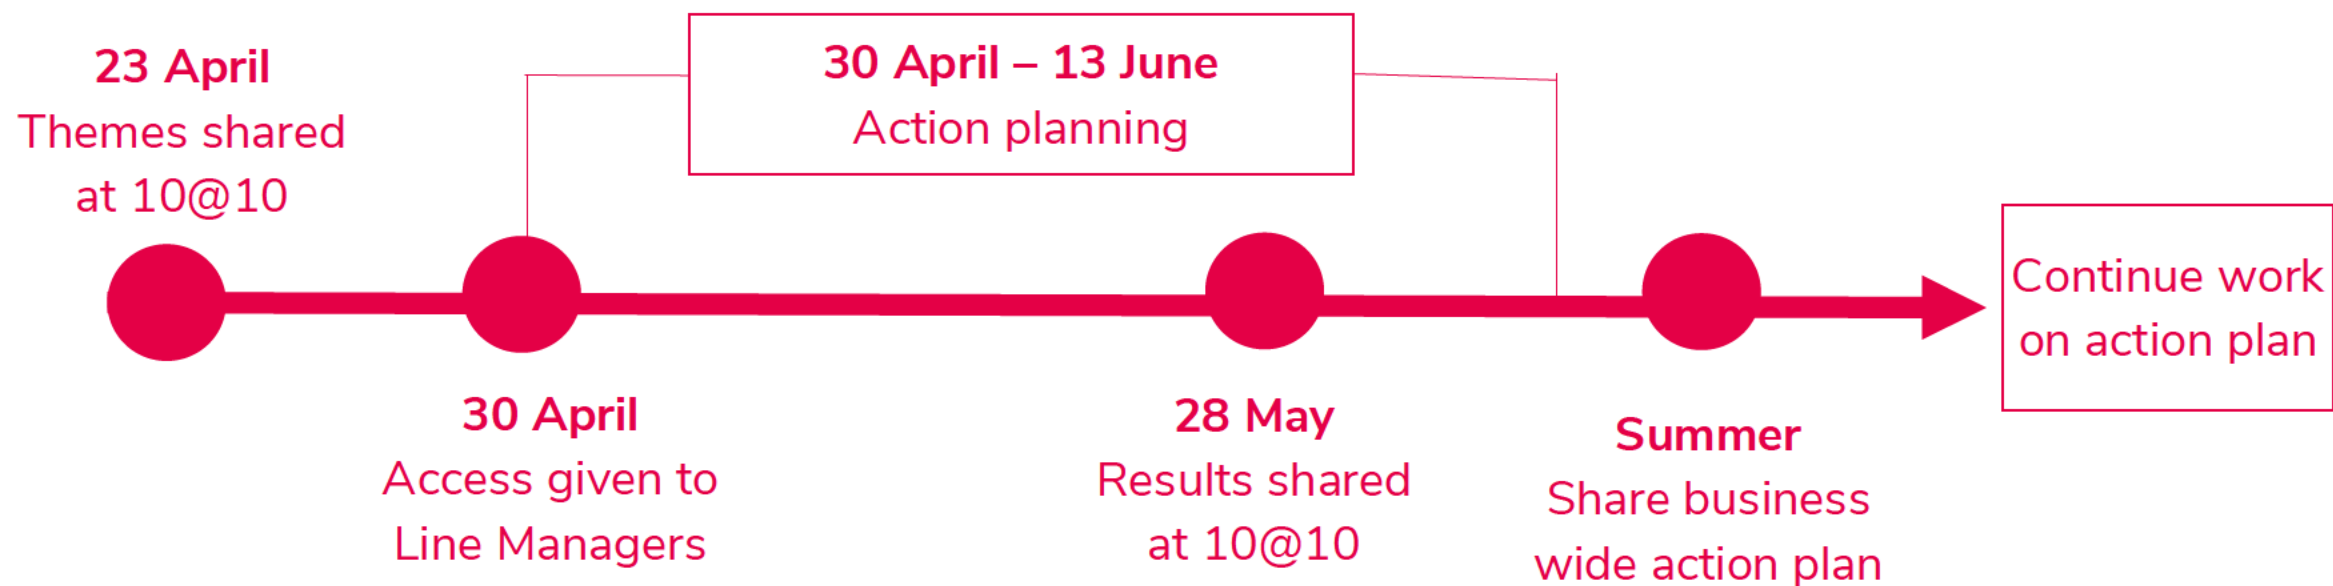 23 April
Themes shared
at 10@10
30 April – 13 June
Action planning
30 April
Access given to
Line Managers
28 May
Results shared
at 10@10
Summer
Share business
wide action plan
Continue work
on action plan